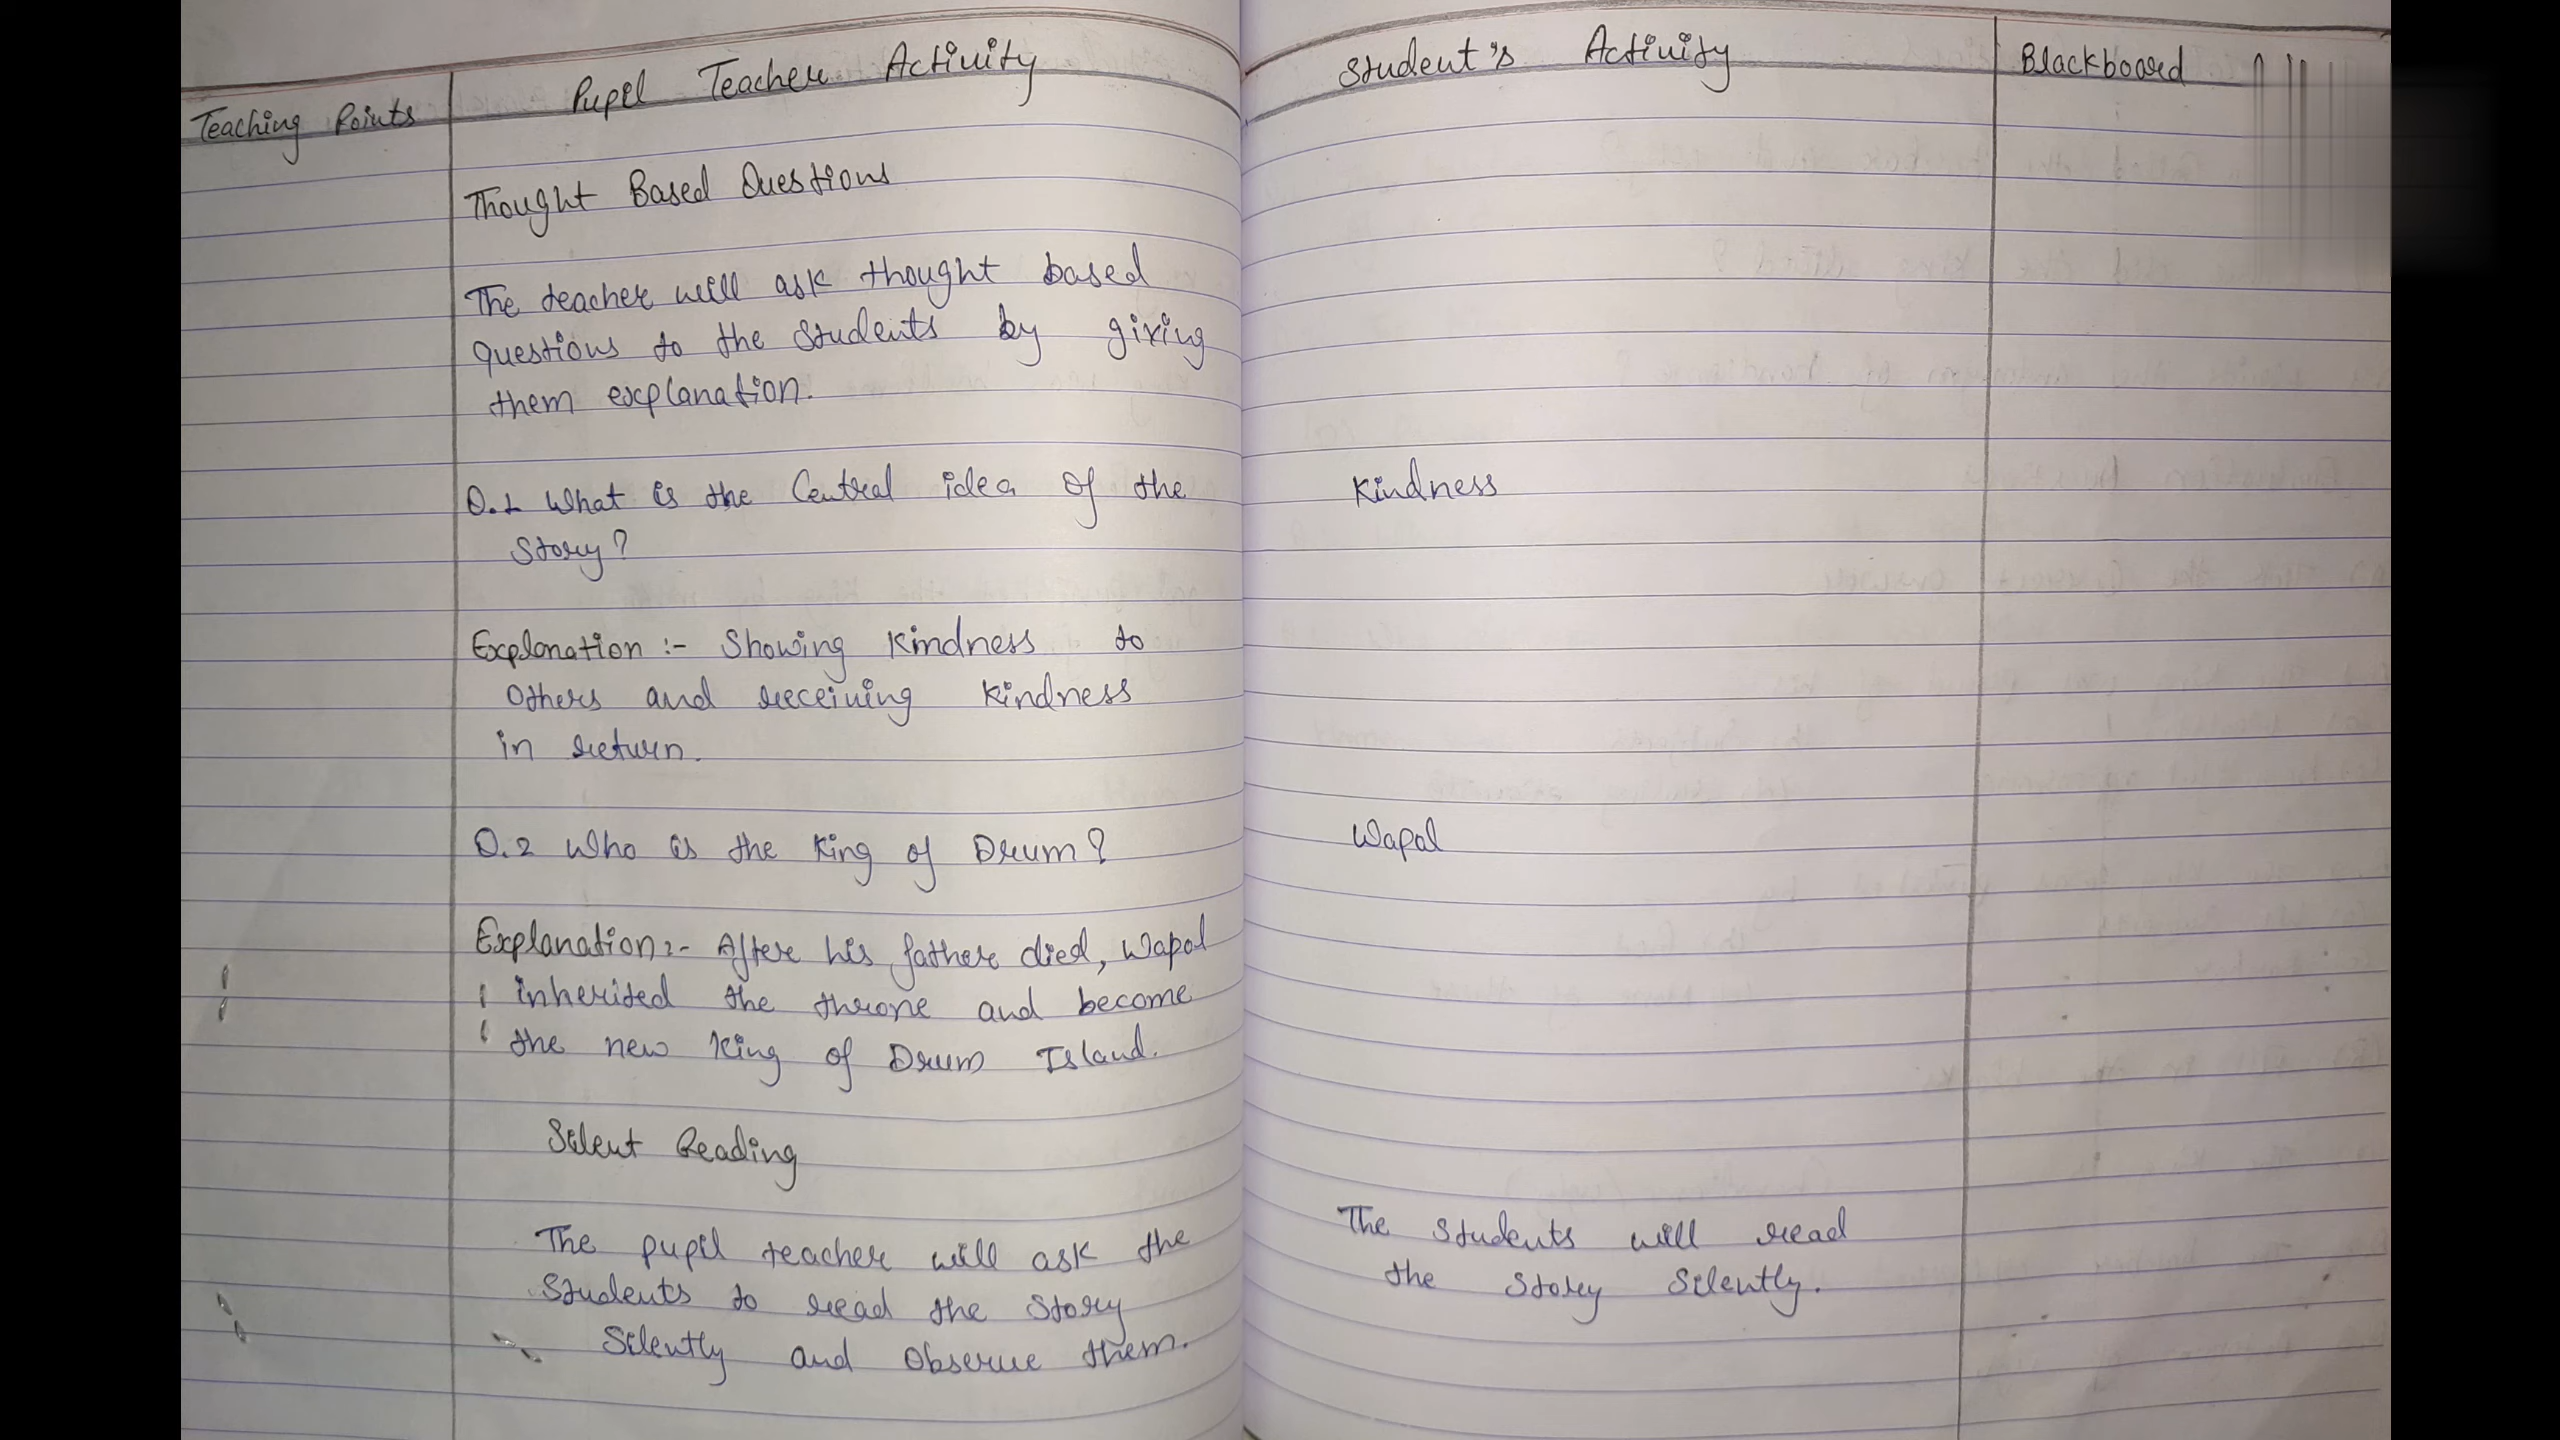 Teaching Points
Pupil Teacher Activity
Thought Based Questions
The teacher will ask thought based
questions to the students by giving
them explanation.
Q.1 What is the Central idea of the
Story?
Explanation :- Showing kindness to
others and receiving kindness
in return.
Q.2 Who is the King of Drum?
Explanation :- After his father died, Wapol
inherited the throne and become
the new King of Drum Island.
Silent Reading
The pupil teacher will ask the
Students to read the story
Silently and observe them.
Student's Activity
Kindness
Wapol
The students will read
the story Silently.
Blackboard